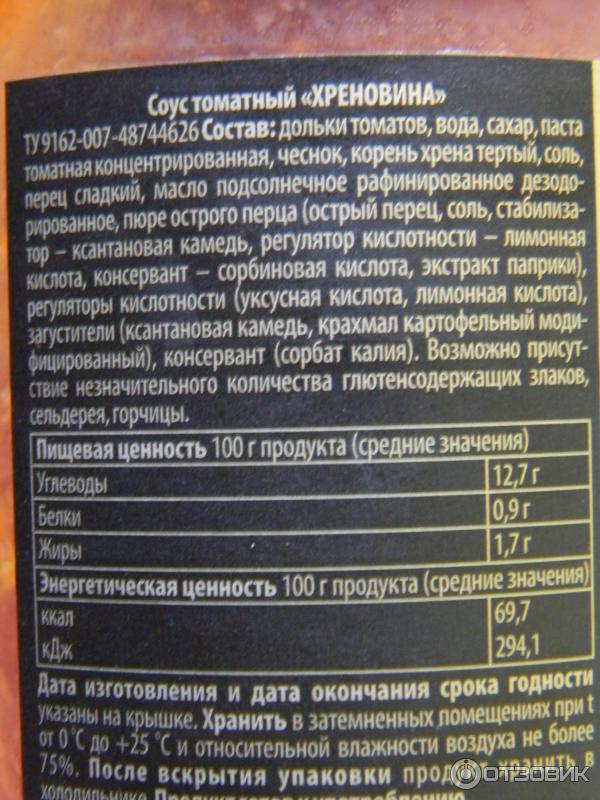 Соус томатный «ХРЕНОВИНА»
ТУ 9162-007-48744626 Состав: дольки томатов, вода, сахар, паста
томатная концентрированная, чеснок, корень хрена тертый, соль,
перец сладкий, масло подсолнечное рафинированное дезодо-
рированное, пюре острого перца (острый перец, соль, стабилиза-
тор – ксантановая камедь, регулятор кислотности – лимонная
кислота, консервант – сорбиновая кислота, экстракт паприки),
регуляторы кислотности (уксусная кислота, лимонная кислота),
загустители (ксантановая камедь, крахмал картофельный моди-
фицированный), консервант (сорбат калия). Возможно присут-
ствие незначительного количества глютенсодержащих злаков,
сельдерея, горчицы.
Пищевая ценность 100 г продукта (средние значения)
Углеводы 12,7 г
Белки 0,9 г
Жиры 1,7 г
Энергетическая ценность 100 г продукта (средние значения)
ккал 69,7
кДж 294,1
Дата изготовления и дата окончания срока годности
указаны на крышке. Хранить в затемненных помещениях при t
от 0°C до +25 °C и относительной влажности воздуха не более
75%. После вскрытия упаковки продукт хранить в
холодильнике. Продукт готов к употреблению.
ОТЗОВИК